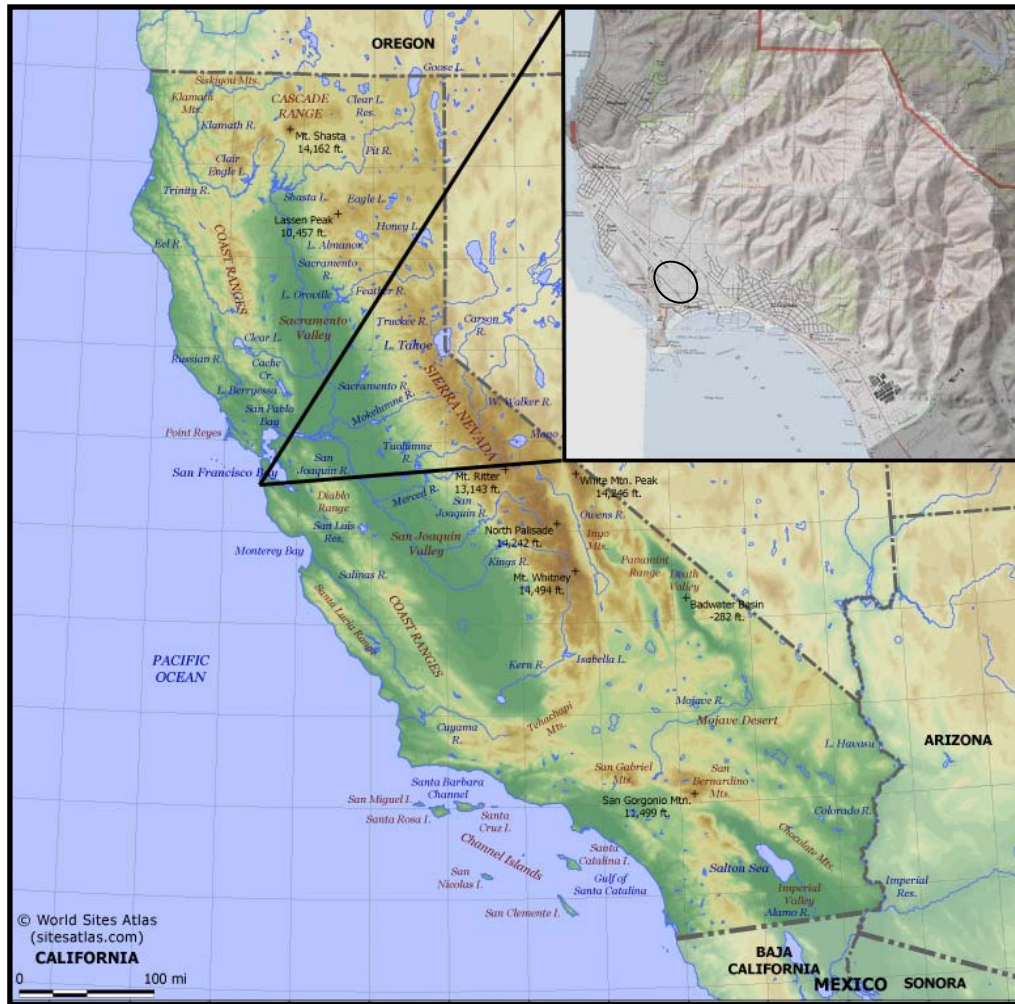 OREGON
Goose L.
Siskiyou Mts.
Klamath
Mts.
CASCADE
RANGE
Clear L.
Res.
Klamath R.
Mt. Shasta
14,162 ft.
Pit R.
Clair
Engle L.
Trinity R.
Shasta L.
Eagle L.
Lassen Peak
10,457 ft.
Honey L.
L. Almanor
Eel R.
COAST RANGES
Sacramento
R.
L. Oroville
Feather R.
Sacramento
Valley
Truckee R.
Carson
R.
L. Tahoe
Clear L.
Russian R.
Cache
Cr.
SIERRA NEVADA
L. Berryessa
Sacramento R.
Mokelumne R.
W. Walker R.
San Pablo
Bay
Mono
Point Reyes
Tuolumne
R.
San
Joaquin R.
San Francisco Bay
Mt. Ritter
13,143 ft.
White Mtn. Peak
14,246 ft.
Diablo
Range
Merced R.
San
Joaquin R.
Owens R.
San Luis
Res.
San Joaquin
Valley
North Palisade
14,242 ft.
Inyo
Mts.
Monterey Bay
Kings R.
Panamint
Range
Death
Valley
Salinas R.
Mt. Whitney
14,494 ft.
Badwater Basin
-282 ft.
Santa Lucia Range
COAST RANGES
PACIFIC
OCEAN
Kern R.
Isabella L.
Mojave R.
Tehachapi
Mts.
Mojave Desert
Cuyama
R.
L. Havasu
ARIZONA
San Gabriel
Mts.
San
Bernardino
Mts.
Santa Barbara
Channel
San Miguel I.
Santa Rosa I.
Santa
Cruz I.
San Gorgonio Mtn.
11,499 ft.
Colorado R.
Channel Islands
Chocolate Mts.
Santa
Catalina I.
San
Nicolas I.
Gulf of
Santa Catalina
Salton Sea
Imperial
Valley
Imperial
Res.
San Clemente I.
Alamo R.
© World Sites Atlas
(sitesatlas.com)
CALIFORNIA
0 100 mi
BAJA
CALIFORNIA
MEXICO
SONORA